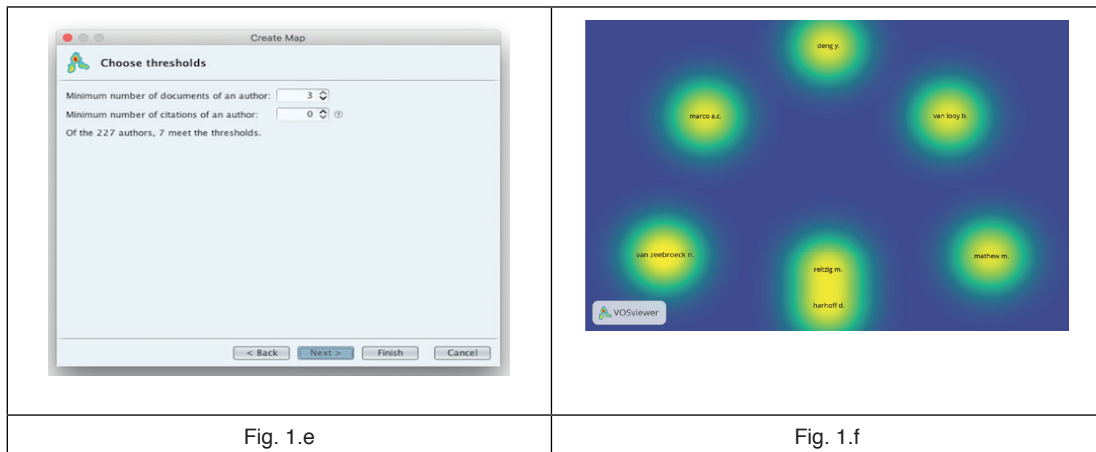 Create Map
Choose thresholds
Minimum number of documents of an author: 3
Minimum number of citations of an author: 0
Of the 227 authors, 7 meet the thresholds.
< Back Next > Finish Cancel
deng y.
marco a.c.
van looy b.
van zeebroeck n.
reitzig m.
mathew m.
harhoff d.
VOSviewer
Fig. 1.e
Fig. 1.f